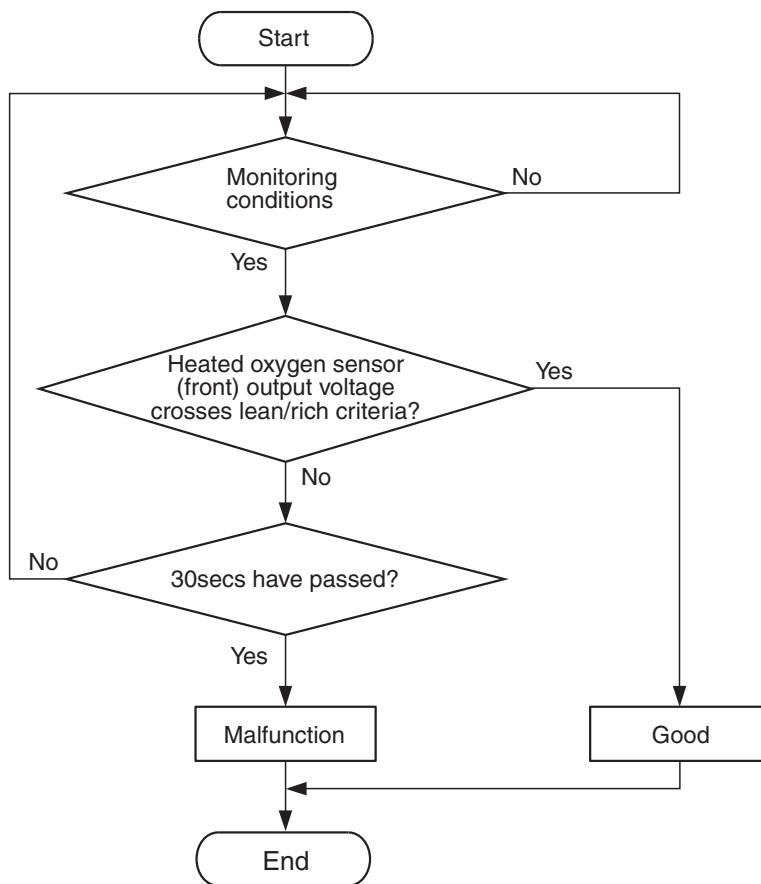 Start
Monitoring
conditions
No
Yes
Heated oxygen sensor
(front) output voltage
crosses lean/rich criteria?
Yes
No
No
30secs have passed?
Yes
Malfunction
Good
End